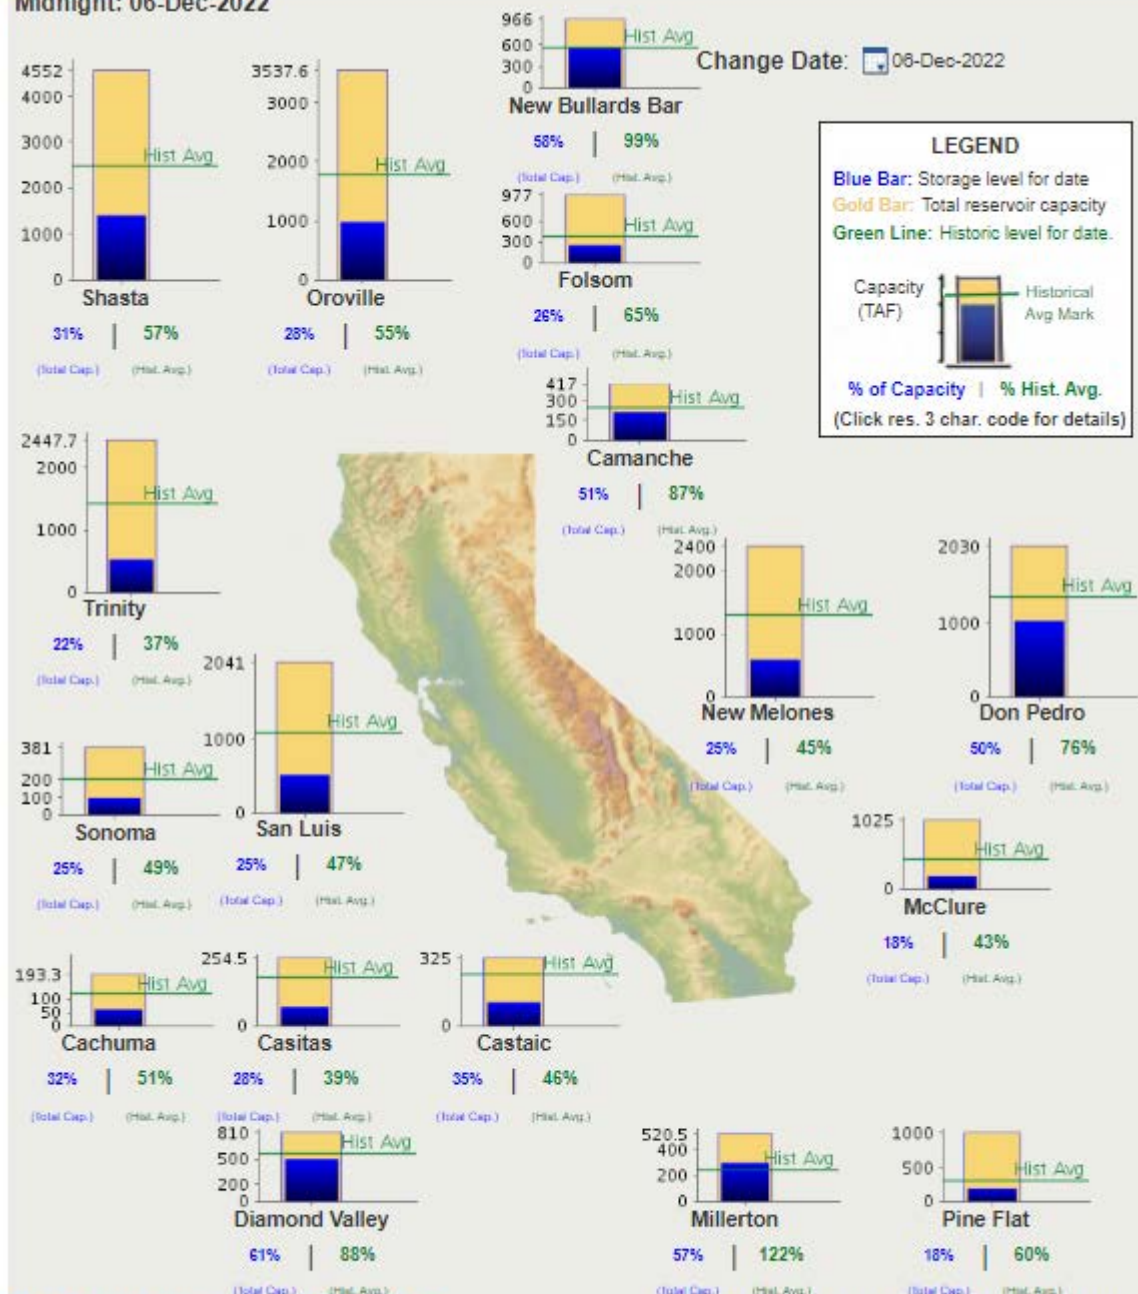 Midnight: 06-Dec-2022
Change Date: 06-Dec-2022
LEGEND
Blue Bar: Storage level for date
Gold Bar: Total reservoir capacity
Green Line: Historic level for date.
Capacity
(TAF)
Historical
Avg Mark
% of Capacity | % Hist. Avg.
(Click res. 3 char. code for details)
4552
4000
3000
2000
1000
0
Hist Avg
Shasta
31% | 57%
(Total Cap.) (Hist. Avg.)
3537.6
3000
2000
1000
0
Hist Avg
Oroville
28% | 55%
(Total Cap.) (Hist. Avg.)
966
600
300
0
Hist Avg
New Bullards Bar
58% | 99%
(Total Cap.) (Hist. Avg.)
977
600
300
0
Hist Avg
Folsom
26% | 65%
(Total Cap.) (Hist. Avg.)
417
300
150
0
Hist Avg
Camanche
51% | 87%
(Total Cap.) (Hist. Avg.)
2447.7
2000
1000
0
Hist Avg
Trinity
22% | 37%
(Total Cap.) (Hist. Avg.)
2400
2000
1000
0
Hist Avg
New Melones
25% | 45%
(Total Cap.) (Hist. Avg.)
2030
1000
0
Hist Avg
Don Pedro
50% | 76%
(Total Cap.) (Hist. Avg.)
381
200
100
0
Hist Avg
Sonoma
25% | 49%
(Total Cap.) (Hist. Avg.)
2041
1000
0
Hist Avg
San Luis
25% | 47%
(Total Cap.) (Hist. Avg.)
1025
0
Hist Avg
McClure
18% | 43%
(Total Cap.) (Hist. Avg.)
193.3
100
50
0
Hist Avg
Cachuma
32% | 51%
(Total Cap.) (Hist. Avg.)
254.5
0
Hist Avg
Casitas
28% | 39%
(Total Cap.) (Hist. Avg.)
325
0
Hist Avg
Castaic
35% | 46%
(Total Cap.) (Hist. Avg.)
810
500
200
0
Hist Avg
Diamond Valley
61% | 88%
(Total Cap.) (Hist. Avg.)
520.5
400
200
0
Hist Avg
Millerton
57% | 122%
(Total Cap.) (Hist. Avg.)
1000
500
0
Hist Avg
Pine Flat
18% | 60%
(Total Cap.) (Hist. Avg.)